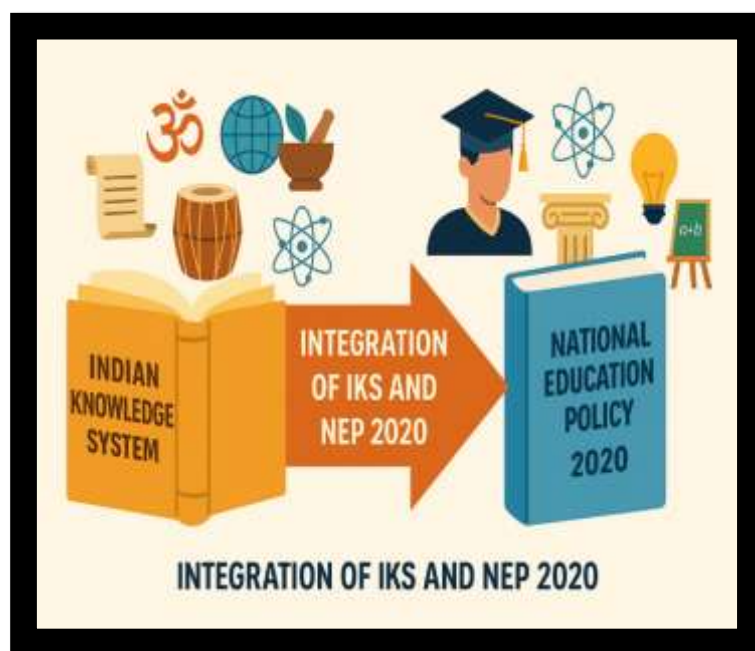 ॐ
INDIAN
KNOWLEDGE
SYSTEM
INTEGRATION
OF IKS AND
NEP 2020
a+b
NATIONAL
EDUCATION
POLICY
2020
INTEGRATION OF IKS AND NEP 2020